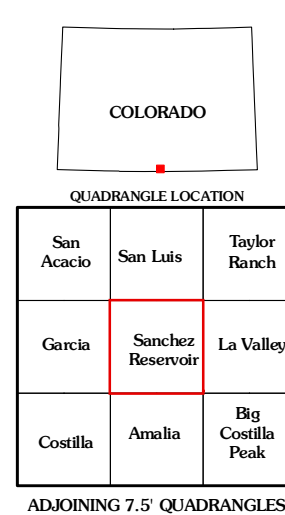 COLORADO
QUADRANGLE LOCATION
San
Acacio
San Luis
Taylor
Ranch
Garcia
Sanchez
Reservoir
La Valley
Costilla
Amalia
Big
Costilla
Peak
ADJOINING 7.5' QUADRANGLES